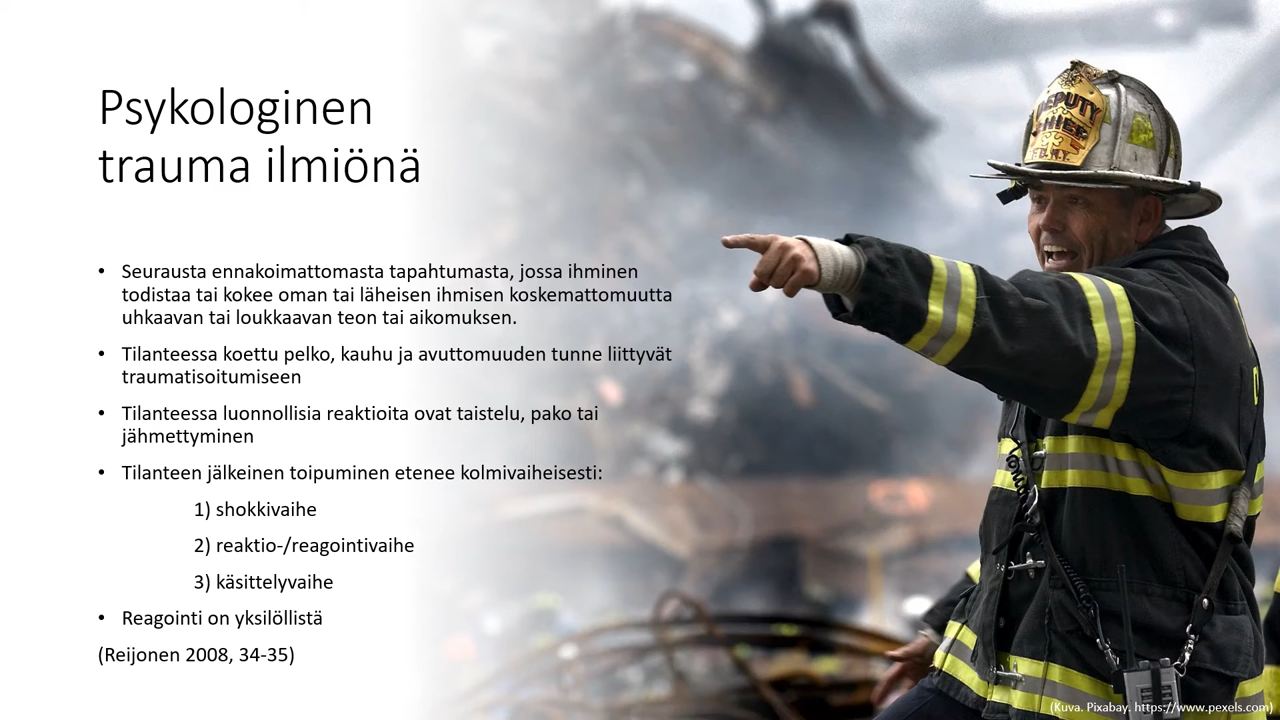 Psykologinen
trauma ilmiönä
• Seurausta ennakoimattomasta tapahtumasta, jossa ihminen
todistaa tai kokee oman tai läheisen ihmisen koskemattomuutta
uhkaavan tai loukkaavan teon tai aikomuksen.
• Tilanteessa koettu pelko, kauhu ja avuttomuuden tunne liittyvät
traumatisoitumiseen
• Tilanteessa luonnollisia reaktioita ovat taistelu, pako tai
jähmettyminen
• Tilanteen jälkeinen toipuminen etenee kolmivaiheisesti:
1) shokkivaihe
2) reaktio-/reagointivaihe
3) käsittelyvaihe
• Reagointi on yksilöllistä
(Reijonen 2008, 34-35)
DEPUTY
CHIEF
F.D.N.Y.
(Kuva. Pixabay. https://www.pexels.com)